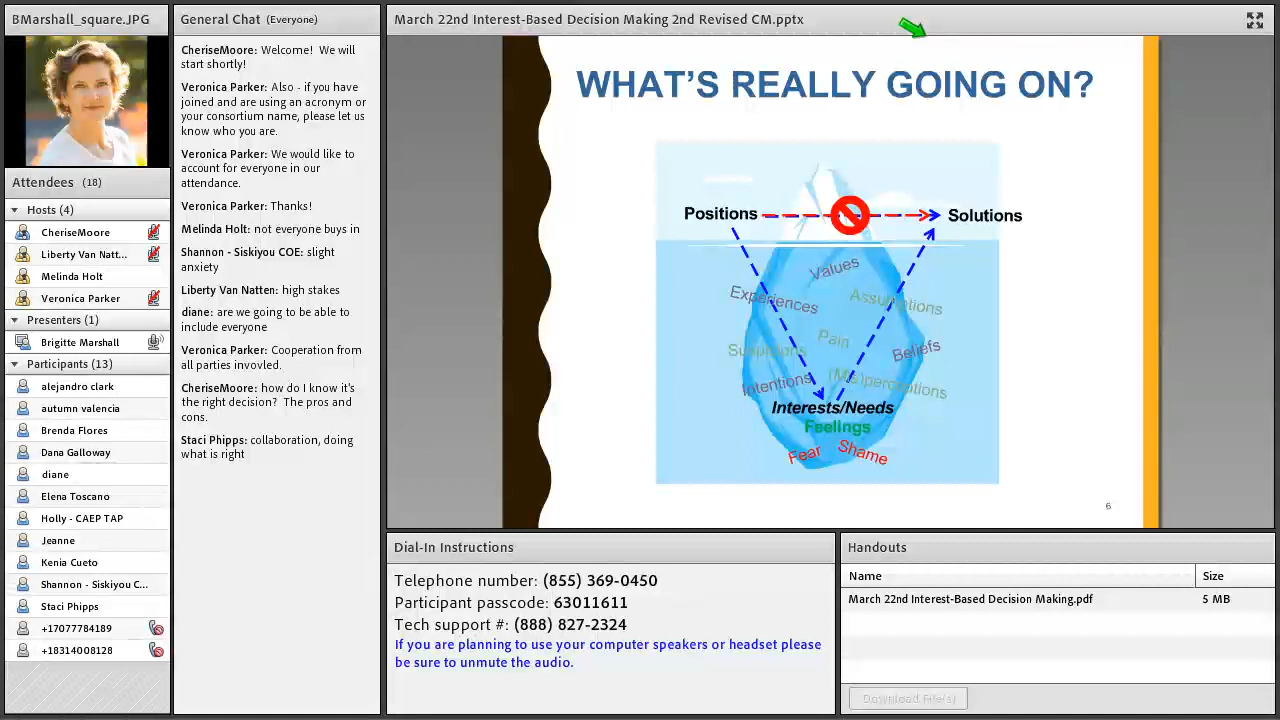 BMarshall_square.JPG
Attendees (18)
Hosts (4)
CheriseMoore
Liberty Van Natt...
Melinda Holt
Veronica Parker
Presenters (1)
Brigitte Marshall
Participants (13)
alejandro clark
autumn valencia
Brenda Flores
Dana Galloway
diane
Elena Toscano
Holly - CAEP TAP
Jeanne
Kenia Cueto
Shannon - Siskiyou C...
Staci Phipps
+17077784189
+18314008128
General Chat (Everyone)
CheriseMoore: Welcome! We will
start shortly!
Veronica Parker: Also - if you have
joined and are using an acronym or
your consortium name, please let us
know who you are.
Veronica Parker: We would like to
account for everyone in our
attendance.
Veronica Parker: Thanks!
Melinda Holt: not everyone buys in
Shannon - Siskiyou COE: slight
anxiety
Liberty Van Natten: high stakes
diane: are we going to be able to
include everyone
Veronica Parker: Cooperation from
all parties invovled.
CheriseMoore: how do I know it's
the right decision? The pros and
cons.
Staci Phipps: collaboration, doing
what is right
March 22nd Interest-Based Decision Making 2nd Revised CM.pptx
WHAT'S REALLY GOING ON?
Positions
Solutions
Values
Experiences
Assumptions
Pain
Suspicions
Beliefs
Intentions
(Mis)perceptions
Interests/Needs
Feelings
Fear
Shame
6
Dial-In Instructions
Telephone number: (855) 369-0450
Participant passcode: 63011611
Tech support #: (888) 827-2324
If you are planning to use your computer speakers or headset please
be sure to unmute the audio.
Handouts
Name
Size
March 22nd Interest-Based Decision Making.pdf
5 MB
Download File(s)